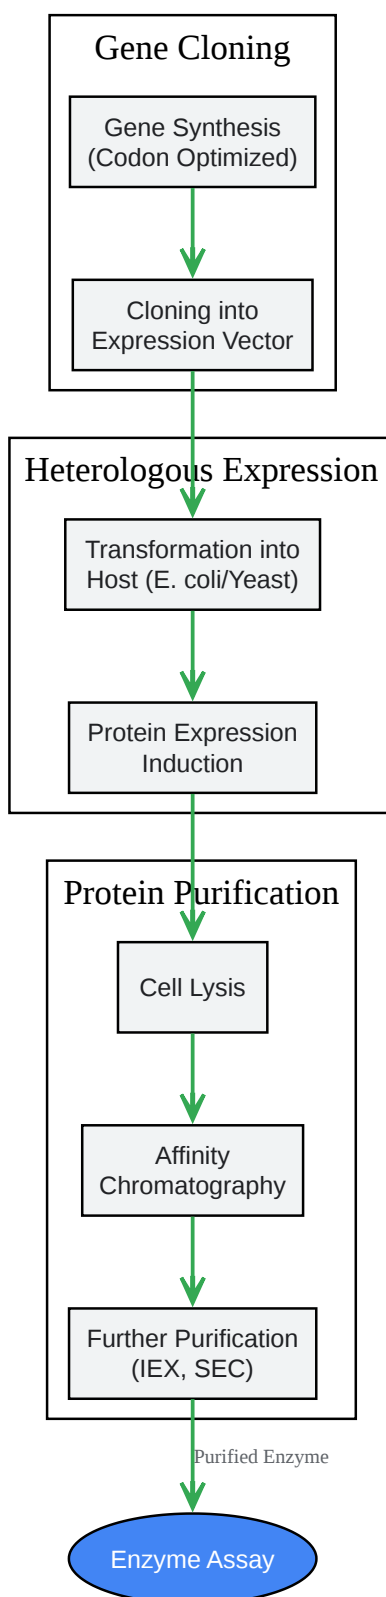 Gene Cloning
Gene Synthesis
(Codon Optimized)
Cloning into
Expression Vector
Heterologous Expression
Transformation into
Host (E. coli/Yeast)
Protein Expression
Induction
Protein Purification
Cell Lysis
Affinity
Chromatography
Further Purification
(IEX, SEC)
Purified Enzyme
Enzyme Assay